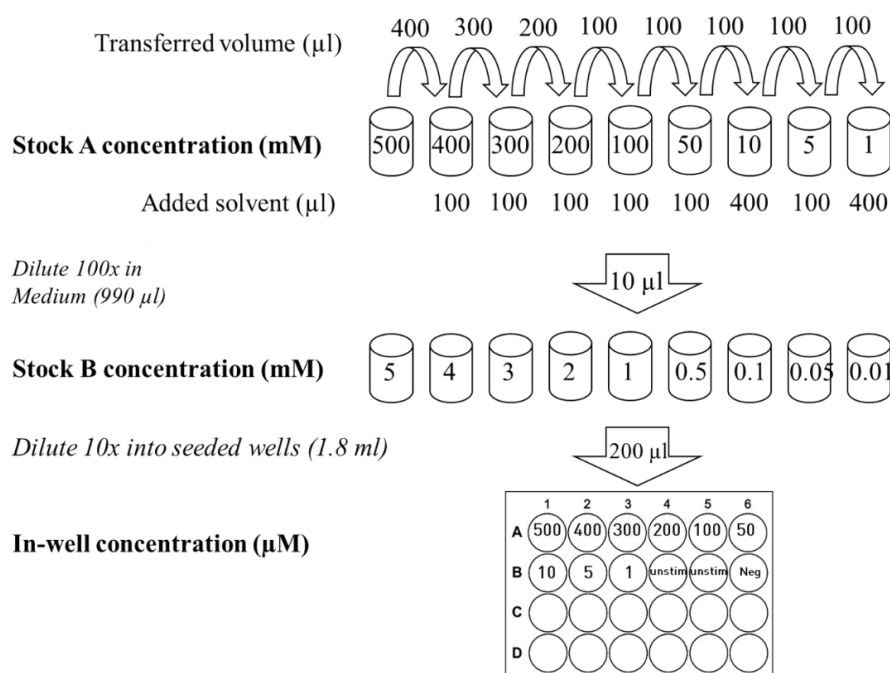 Transferred volume (µl) 400 300 200 100 100 100 100 100
Stock A concentration (mM) 500 400 300 200 100 50 10 5 1
Added solvent (µl) 100 100 100 100 100 400 100 400
Dilute 100x in
Medium (990 µl)
10 µl
Stock B concentration (mM) 5 4 3 2 1 0.5 0.1 0.05 0.01
Dilute 10x into seeded wells (1.8 ml)
200 µl
In-well concentration (µM)
1 2 3 4 5 6
A 500 400 300 200 100 50
B 10 5 1 unstim unstim Neg
C
D